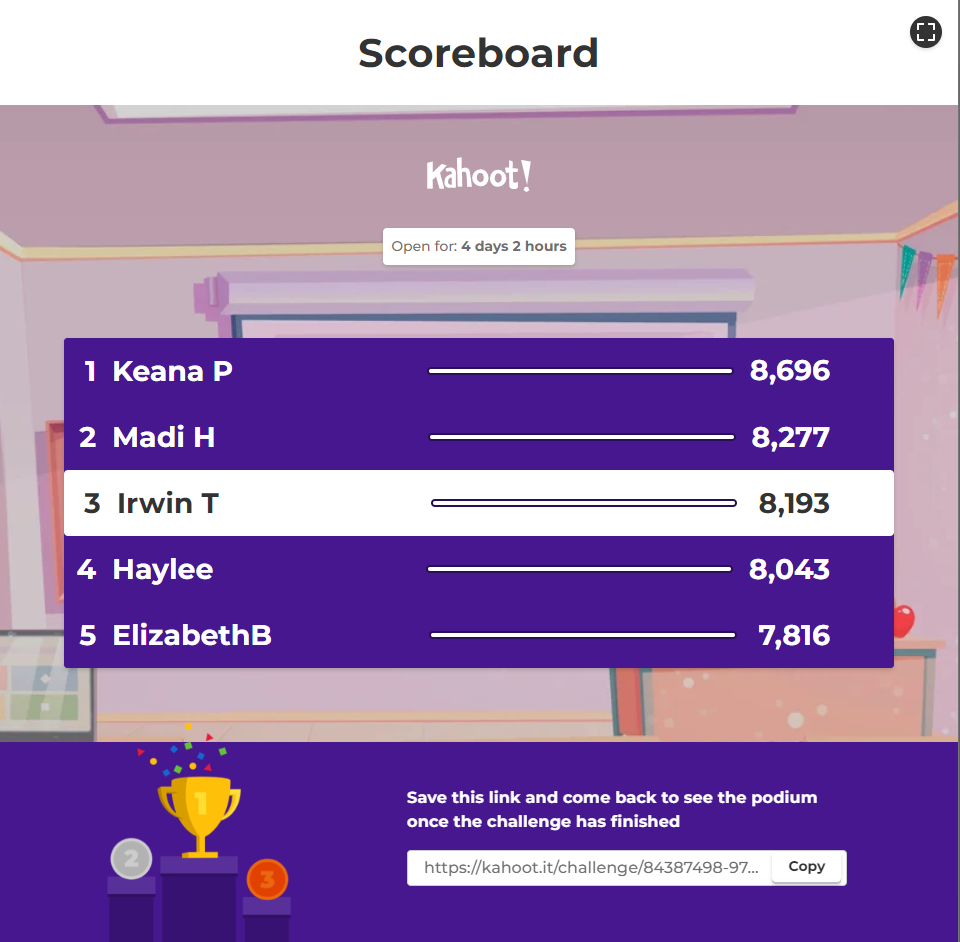 Scoreboard
Kahoot!
Open for: 4 days 2 hours
1 Keana P 8,696
2 Madi H 8,277
3 Irwin T 8,193
4 Haylee 8,043
5 ElizabethB 7,816
1
2
3
Save this link and come back to see the podium
once the challenge has finished
https://kahoot.it/challenge/84387498-97... Copy